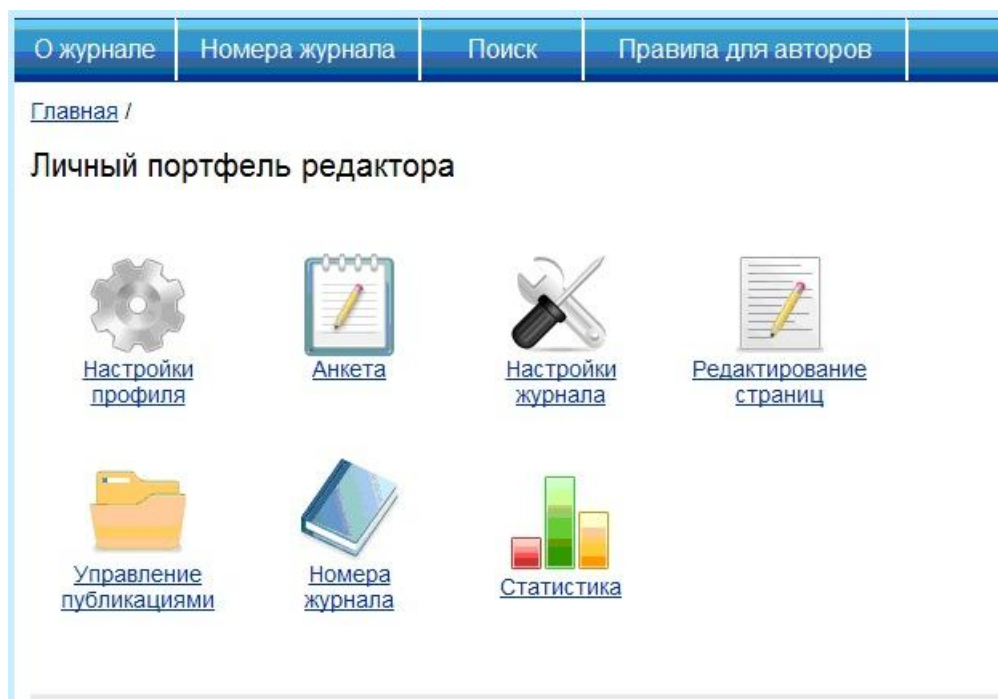 О журнале Номера журнала Поиск Правила для авторов
Главная /
Личный портфель редактора
Настройки профиля
Анкета
Настройки журнала
Редактирование страниц
Управление публикациями
Номера журнала
Статистика